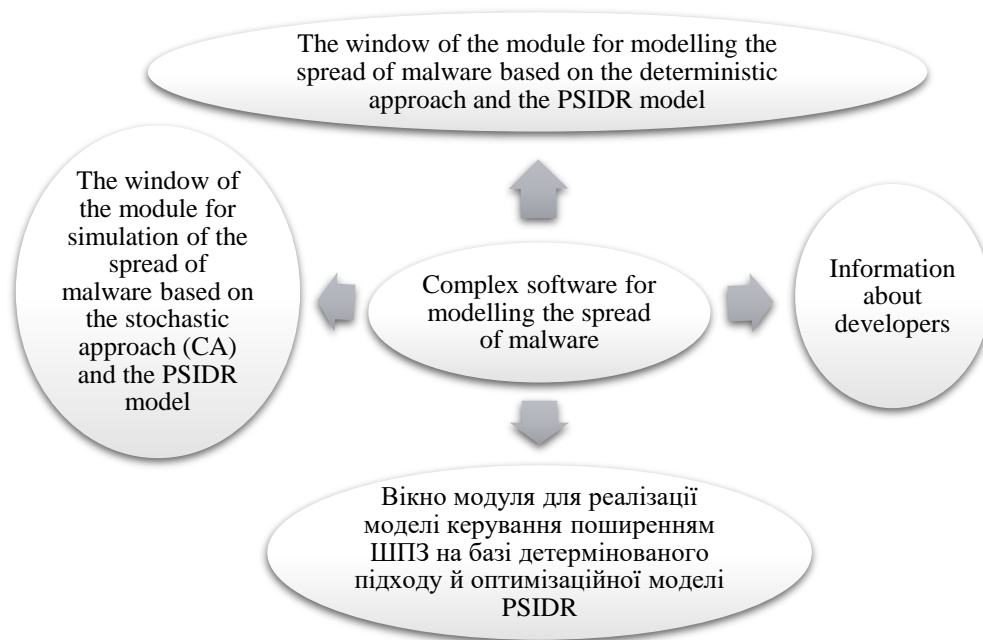 The window of the module for modelling the
spread of malware based on the deterministic
approach and the PSIDR model
The window of
the module for
simulation of the
spread of
malware based on
the stochastic
approach (CA)
and the PSIDR
model
Complex software for
modelling the spread
of malware
Information
about
developers
Вікно модуля для реалізації
моделі керування поширенням
ШПЗ на базі детермінованого
підходу й оптимізаційної моделі
PSIDR